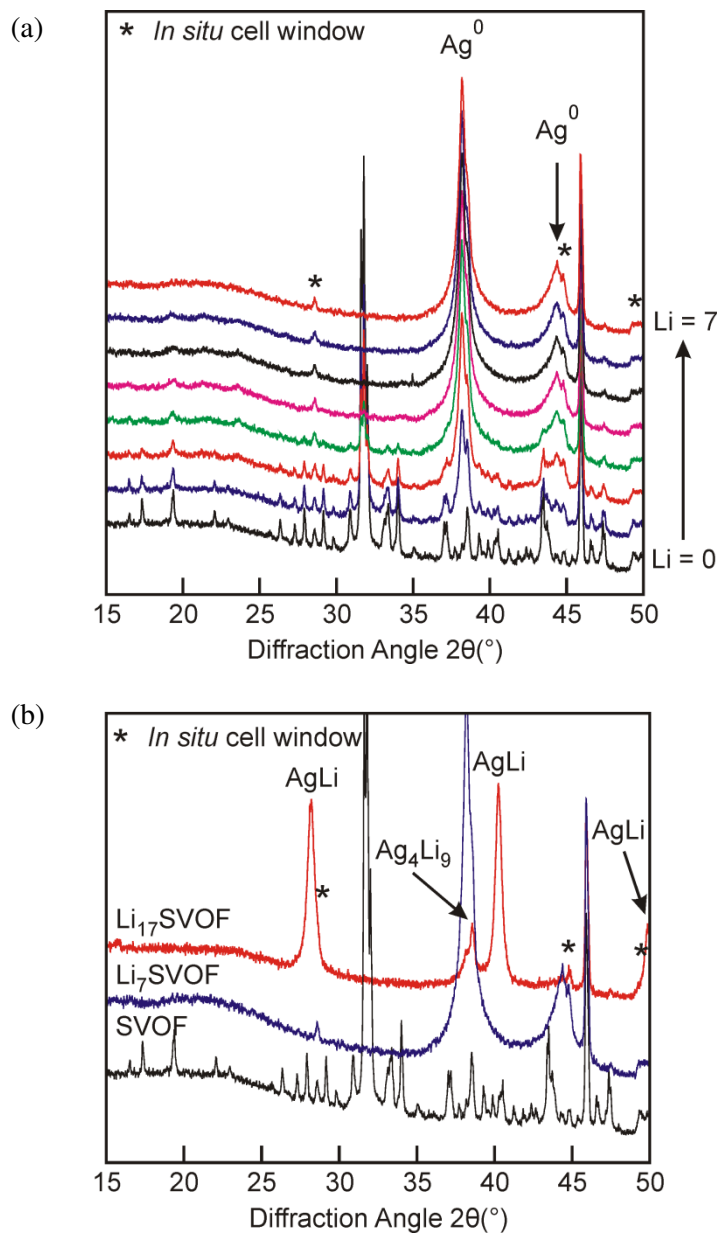 (a)
* In situ cell window
Ag⁰
Ag⁰
*
*
*
Li = 7
Li = 0
15 20 25 30 35 40 45 50
Diffraction Angle 2θ(°)
(b)
* In situ cell window
AgLi
AgLi
AgLi
Ag₄Li₉
*
*
*
Li₁₇SVOF
Li₇SVOF
SVOF
15 20 25 30 35 40 45 50
Diffraction Angle 2θ(°)